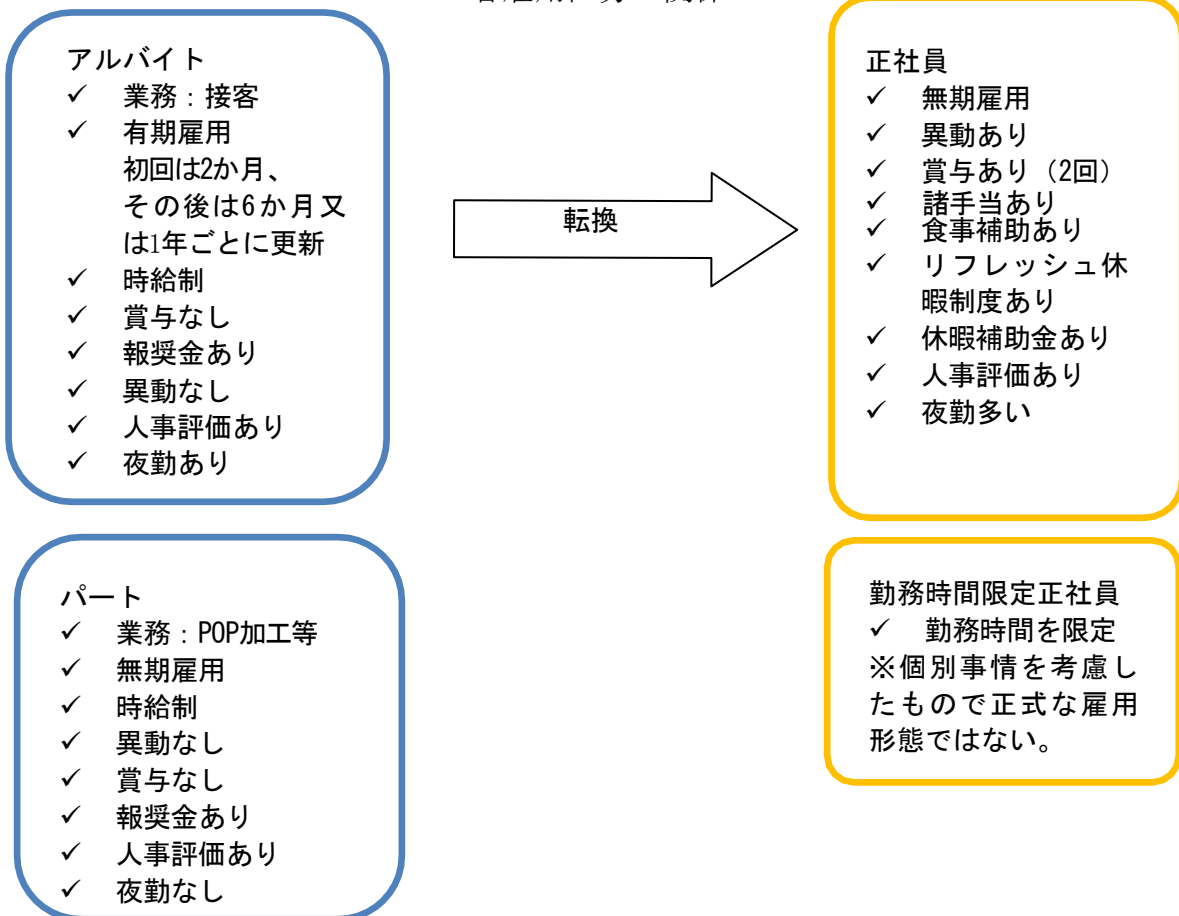 アルバイト
✓ 業務：接客
✓ 有期雇用
初回は2か月、
その後は6か月又
は1年ごとに更新
✓ 時給制
✓ 賞与なし
✓ 報奨金あり
✓ 異動なし
✓ 人事評価あり
✓ 夜勤あり
転換
正社員
✓ 無期雇用
✓ 異動あり
✓ 賞与あり（2回）
✓ 諸手当あり
✓ 食事補助あり
✓ リフレッシュ休
暇制度あり
✓ 休暇補助金あり
✓ 人事評価あり
✓ 夜勤多い
パート
✓ 業務：POP加工等
✓ 無期雇用
✓ 時給制
✓ 異動なし
✓ 賞与なし
✓ 報奨金あり
✓ 人事評価あり
✓ 夜勤なし
勤務時間限定正社員
✓ 勤務時間を限定
※個別事情を考慮し
たもので正式な雇用
形態ではない。